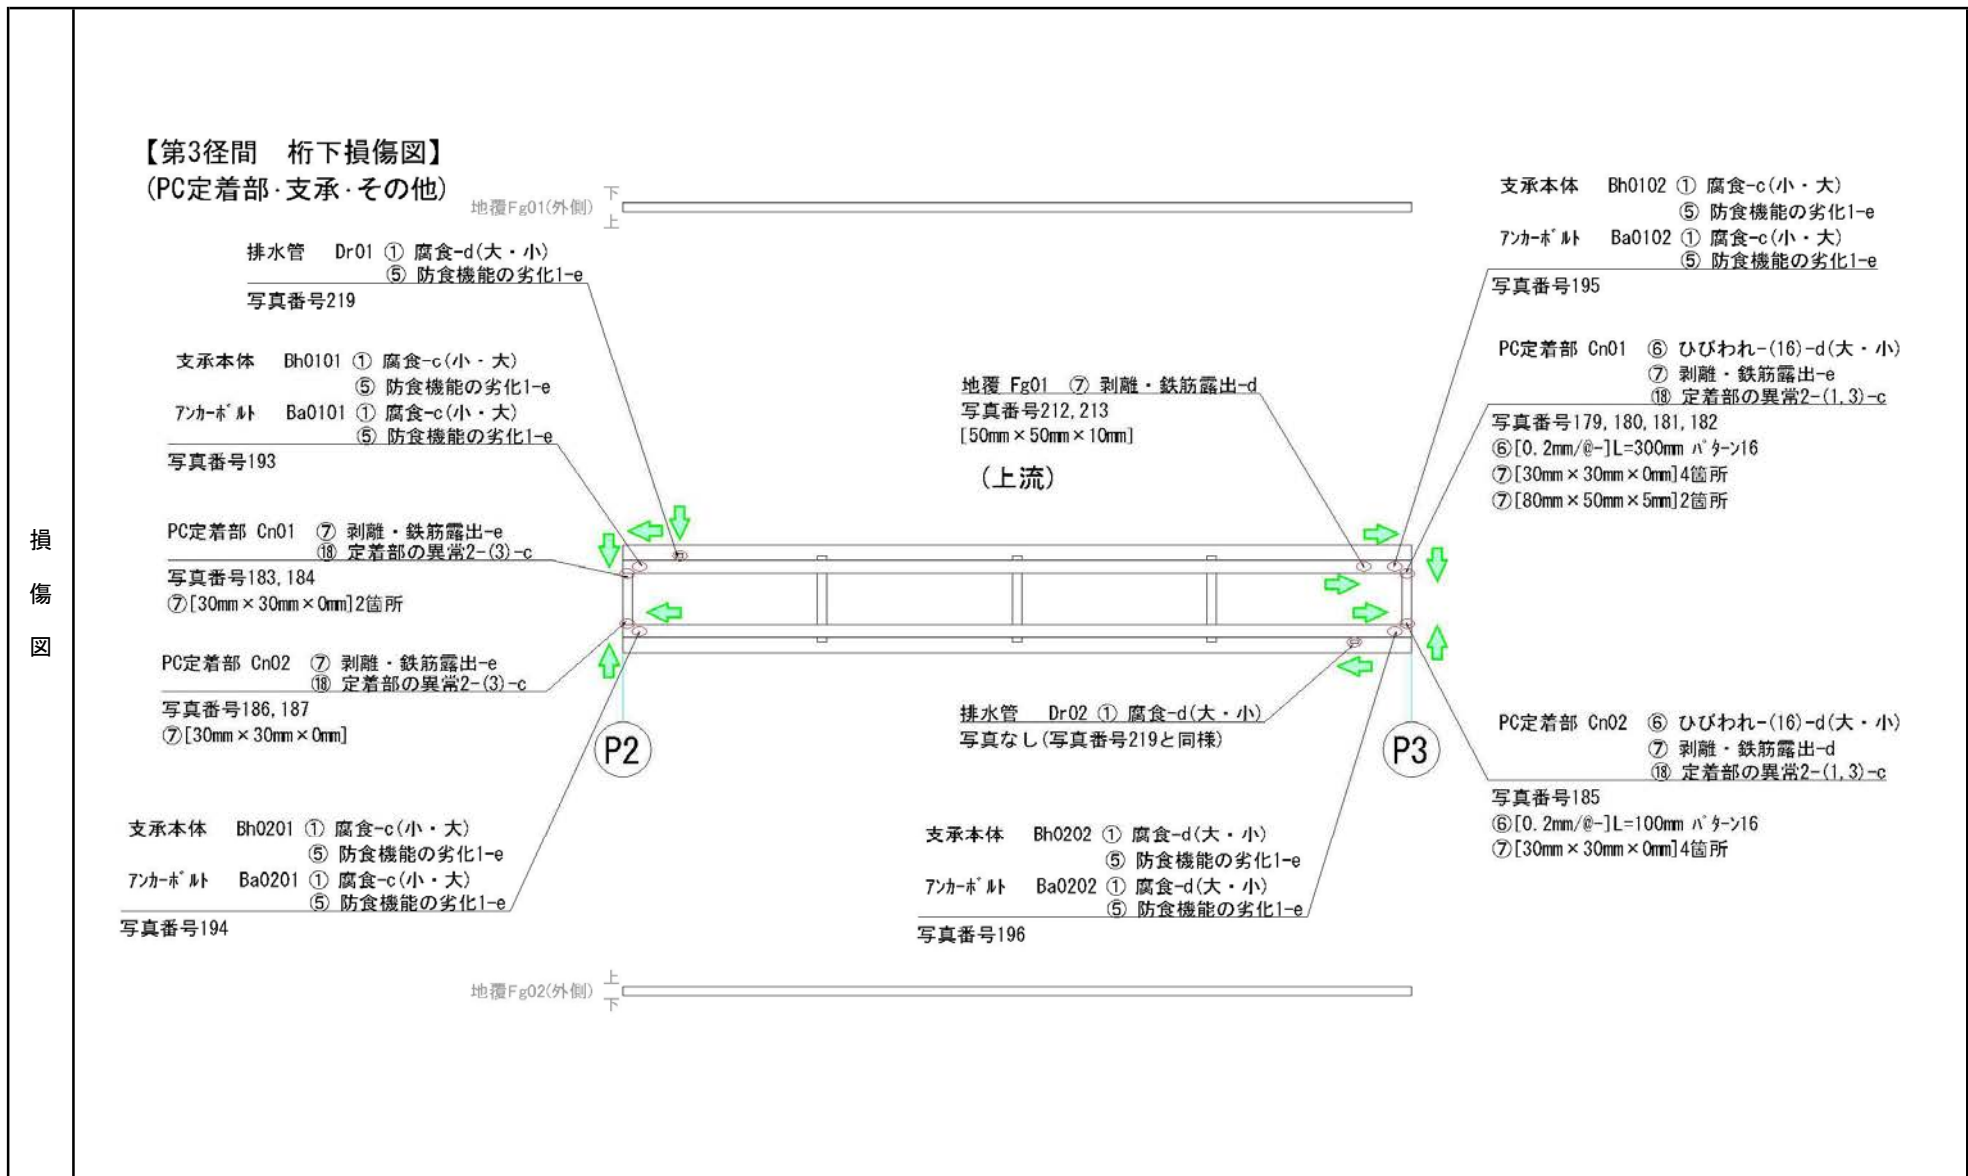 損傷図
【第3径間　桁下損傷図】
(PC定着部･支承･その他)
地覆Fg01(外側)
下
上
排水管　Dr01 ① 腐食-d(大・小)
⑤ 防食機能の劣化1-e
写真番号219
支承本体　Bh0101 ① 腐食-c(小・大)
⑤ 防食機能の劣化1-e
ｱﾝｶｰﾎﾞﾙﾄ　Ba0101 ① 腐食-c(小・大)
⑤ 防食機能の劣化1-e
写真番号193
PC定着部 Cn01　⑦ 剥離・鉄筋露出-e
⑱ 定着部の異常2-(3)-c
写真番号183,184
⑦[30mm×30mm×0mm]2箇所
PC定着部 Cn02　⑦ 剥離・鉄筋露出-e
⑱ 定着部の異常2-(3)-c
写真番号186,187
⑦[30mm×30mm×0mm]
支承本体　Bh0201 ① 腐食-c(小・大)
⑤ 防食機能の劣化1-e
ｱﾝｶｰﾎﾞﾙﾄ　Ba0201 ① 腐食-c(小・大)
⑤ 防食機能の劣化1-e
写真番号194
地覆 Fg01　⑦ 剥離・鉄筋露出-d
写真番号212,213
[50mm×50mm×10mm]
(上流)
P2
P3
排水管　Dr02 ① 腐食-d(大・小)
写真なし(写真番号219と同様)
支承本体　Bh0202 ① 腐食-d(大・小)
⑤ 防食機能の劣化1-e
ｱﾝｶｰﾎﾞﾙﾄ　Ba0202 ① 腐食-d(大・小)
⑤ 防食機能の劣化1-e
写真番号196
支承本体　Bh0102 ① 腐食-c(小・大)
⑤ 防食機能の劣化1-e
ｱﾝｶｰﾎﾞﾙﾄ　Ba0102 ① 腐食-c(小・大)
⑤ 防食機能の劣化1-e
写真番号195
PC定着部 Cn01　⑥ ひびわれ-(16)-d(大・小)
⑦ 剥離・鉄筋露出-e
⑱ 定着部の異常2-(1,3)-c
写真番号179,180,181,182
⑥[0.2mm/@-]L=300mm ﾊﾟﾀｰﾝ16
⑦[30mm×30mm×0mm]4箇所
⑦[80mm×50mm×5mm]2箇所
PC定着部 Cn02　⑥ ひびわれ-(16)-d(大・小)
⑦ 剥離・鉄筋露出-d
⑱ 定着部の異常2-(1,3)-c
写真番号185
⑥[0.2mm/@-]L=100mm ﾊﾟﾀｰﾝ16
⑦[30mm×30mm×0mm]4箇所
地覆Fg02(外側)
上
下